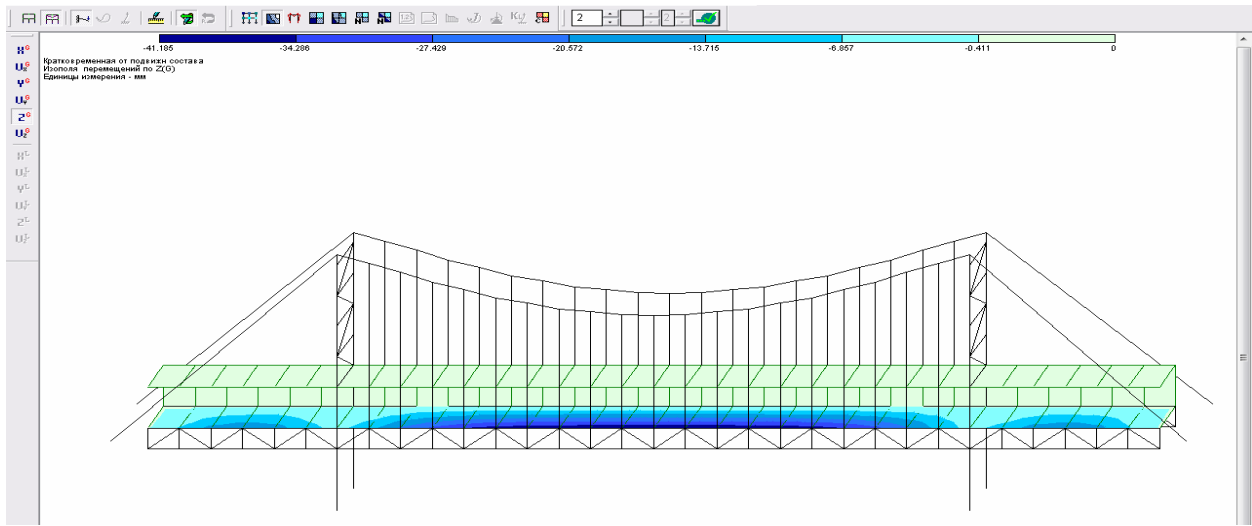 2 2
-41.185 -34.286 -27.429 -20.572 -13.715 -6.857 -0.411 0
Кратковременная от подвижн состава
Изополя перемещений по Z(G)
Единицы измерения - мм